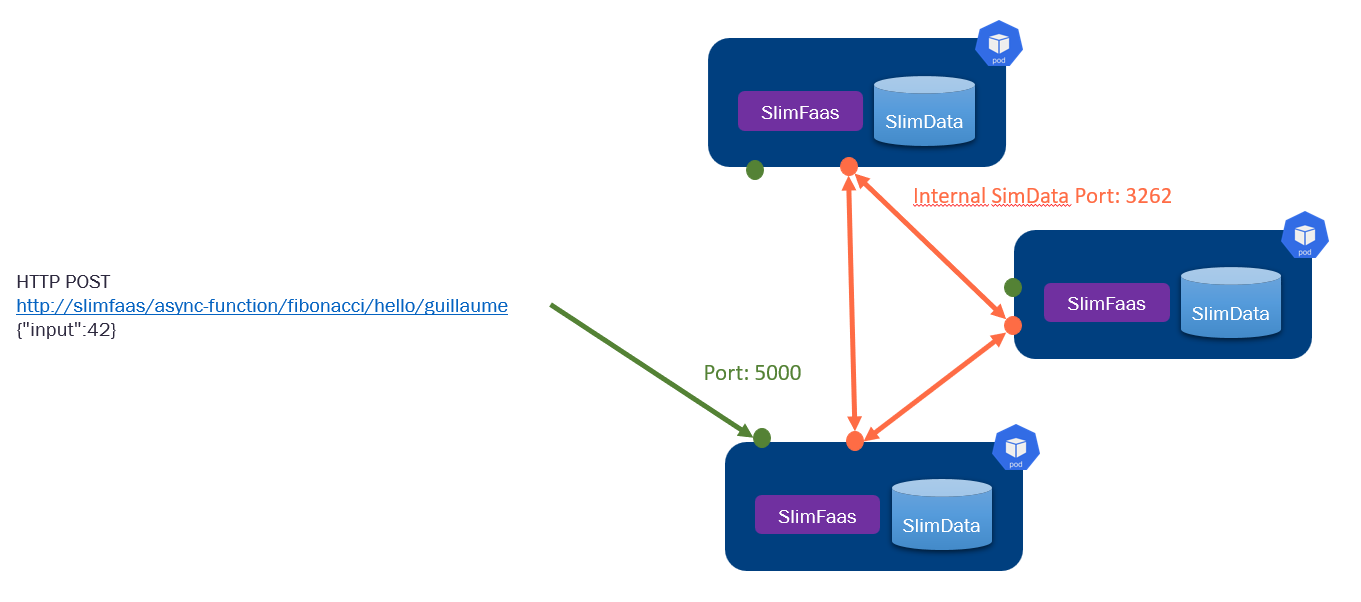 pod
SlimFaas
SlimData
Internal SimData Port: 3262
pod
HTTP POST
http://slimfaas/async-function/fibonacci/hello/guillaume
{"input":42}
SlimFaas
SlimData
Port: 5000
pod
SlimFaas
SlimData